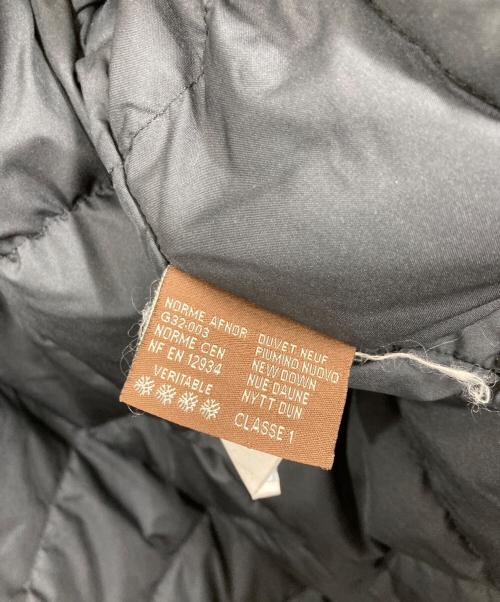 NORME AFNOR
G32-003
NORME CEN
NF EN 12934
VERITABLE
DUVET NEUF
PIUMINO NUOVO
NEW DOWN
NUE DAUNE
NYTT DUN
CLASSE 1